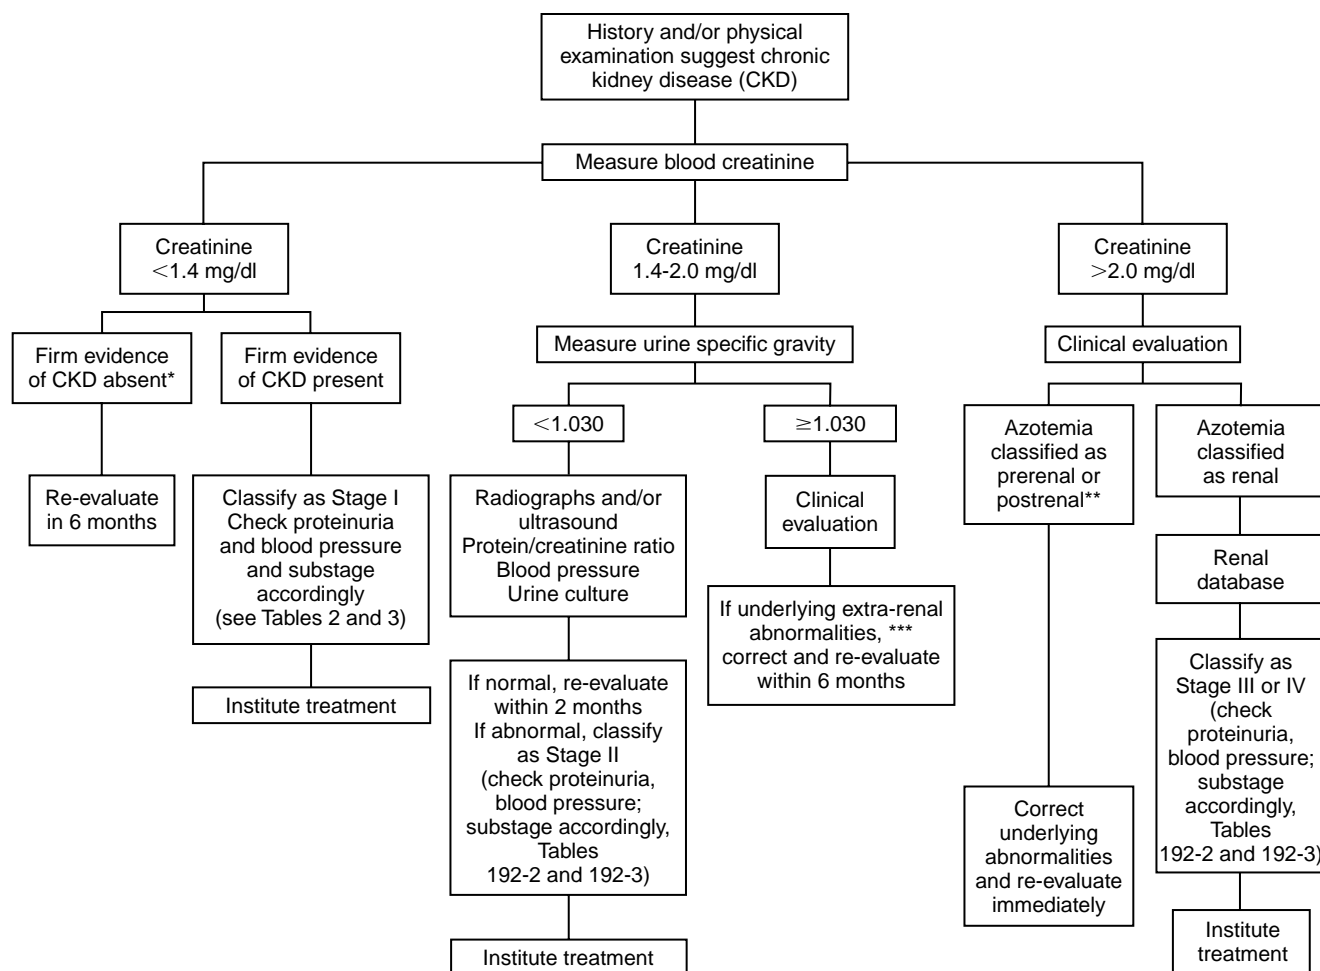 History and/or physical
examination suggest chronic
kidney disease (CKD)
Measure blood creatinine
Creatinine
<1.4 mg/dl
Creatinine
1.4-2.0 mg/dl
Creatinine
>2.0 mg/dl
Firm evidence
of CKD absent*
Firm evidence
of CKD present
Measure urine specific gravity
Clinical evaluation
<1.030
≥1.030
Azotemia
classified as
prerenal or
postrenal**
Azotemia
classified
as renal
Re-evaluate
in 6 months
Classify as Stage I
Check proteinuria
and blood pressure
and substage
accordingly
(see Tables 2 and 3)
Radiographs and/or
ultrasound
Protein/creatinine ratio
Blood pressure
Urine culture
Clinical
evaluation
Renal
database
If underlying extra-renal
abnormalities, ***
correct and re-evaluate
within 6 months
Institute treatment
If normal, re-evaluate
within 2 months
If abnormal, classify
as Stage II
(check proteinuria,
blood pressure;
substage accordingly,
Tables
192-2 and 192-3)
Classify as
Stage III or IV
(check
proteinuria,
blood pressure;
substage
accordingly,
Tables
192-2 and 192-3)
Correct
underlying
abnormalities
and re-evaluate
immediately
Institute treatment
Institute
treatment